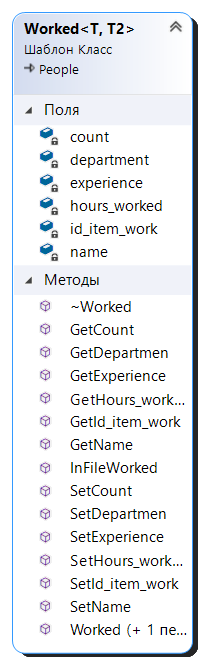 Worked<T, T2>
Шаблон Класс
People
Поля
count
department
experience
hours_worked
id_item_work
name
Методы
~Worked
GetCount
GetDepartmen
GetExperience
GetHours_work...
GetId_item_work
GetName
InFileWorked
SetCount
SetDepartmen
SetExperience
SetHours_work...
SetId_item_work
SetName
Worked (+ 1 пе...